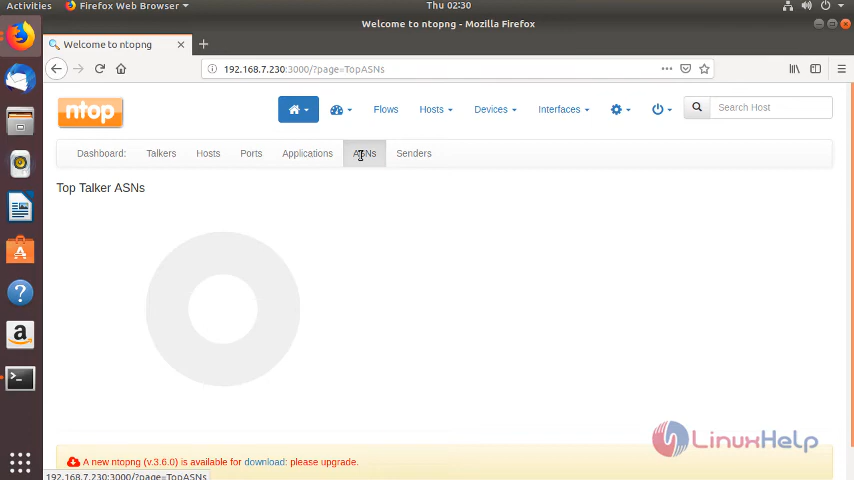 Activities Firefox Web Browser Thu 02:30
Welcome to ntopng - Mozilla Firefox
Welcome to ntopng
192.168.7.230:3000/?page=TopASNs
ntop Flows Hosts Devices Interfaces Search Host
Dashboard: Talkers Hosts Ports Applications ASNs Senders
Top Talker ASNs
LinuxHelp
A new ntopng (v.3.6.0) is available for download: please upgrade.
192.168.7.230:3000/?page=TopASNs